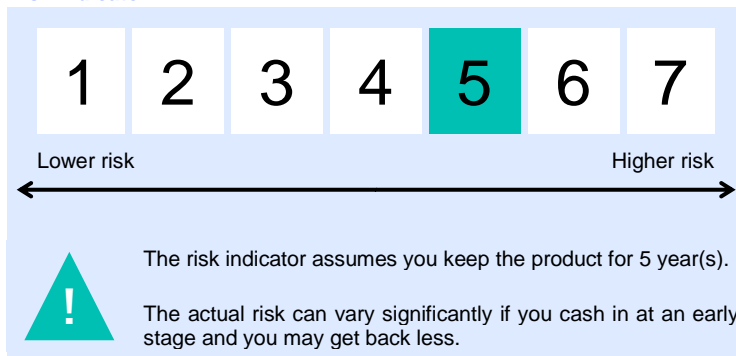 1 2 3 4 5 6 7
Lower risk Higher risk
!
The risk indicator assumes you keep the product for 5 year(s).
The actual risk can vary significantly if you cash in at an early
stage and you may get back less.